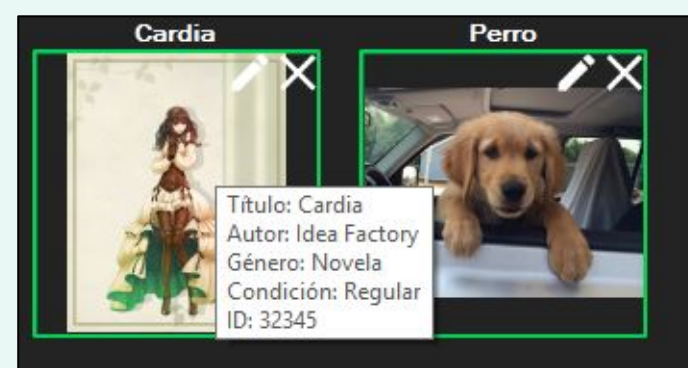 Cardia
Perro
Título: Cardia
Autor: Idea Factory
Género: Novela
Condición: Regular
ID: 32345